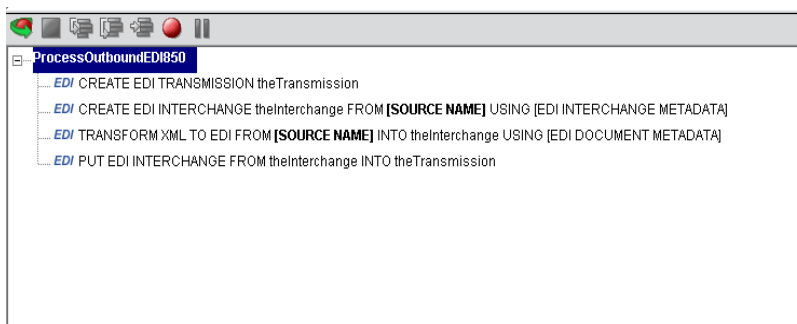 ProcessOutboundEDI850
EDI CREATE EDI TRANSMISSION theTransmission
EDI CREATE EDI INTERCHANGE theInterchange FROM [SOURCE NAME] USING [EDI INTERCHANGE METADATA]
EDI TRANSFORM XML TO EDI FROM [SOURCE NAME] INTO theInterchange USING [EDI DOCUMENT METADATA]
EDI PUT EDI INTERCHANGE FROM theInterchange INTO theTransmission